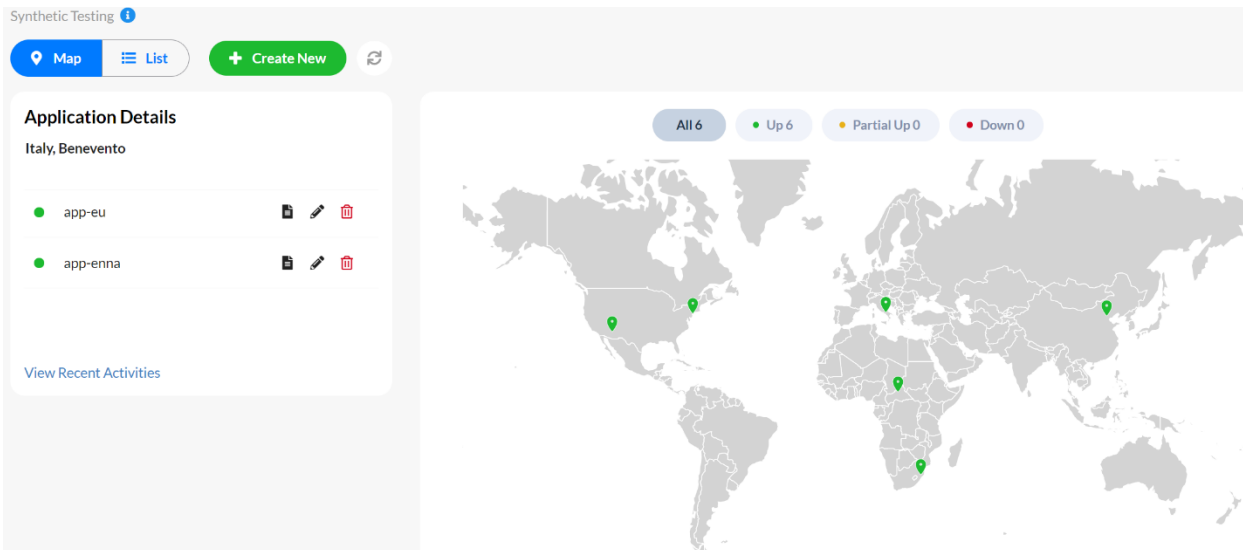 Synthetic Testing
Map List Create New
Application Details
Italy, Benevento
app-eu
app-enna
View Recent Activities
All 6 Up 6 Partial Up 0 Down 0